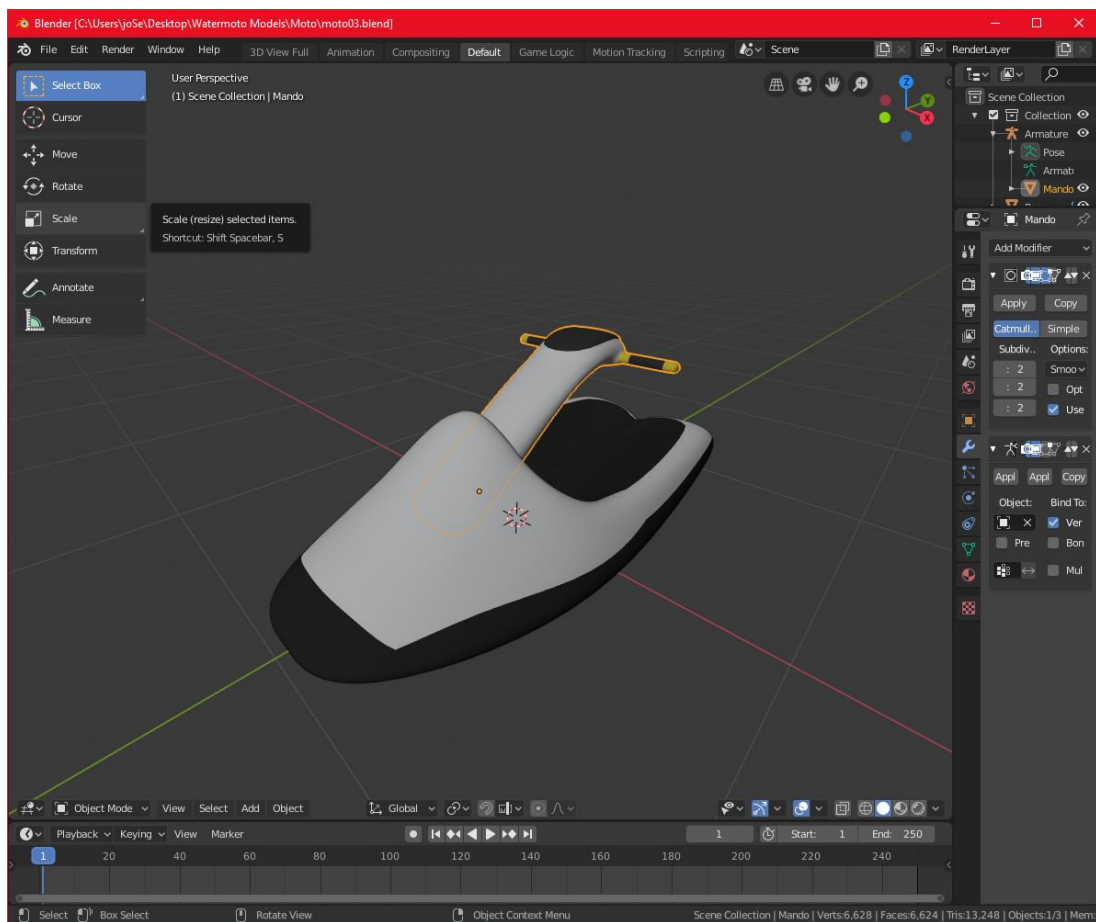 Blender [C:\Users\joSe\Desktop\Watermoto Models\Moto\moto03.blend]
File Edit Render Window Help 3D View Full Animation Compositing Default Game Logic Motion Tracking Scripting Scene RenderLayer
Select Box
Cursor
Move
Rotate
Scale
Transform
Annotate
Measure
User Perspective
(1) Scene Collection | Mando
Scale (resize) selected items.
Shortcut: Shift Spacebar, S
Z
Y
X
Scene Collection
Collection
Armature
Pose
Armati
Mando
Mando
Add Modifier
Apply Copy
Catmull.. Simple
Subdiv.. Options:
: 2 Smoo
: 2 Opt
: 2 Use
Appl Appl Copy
Object: Bind To:
Ver
Pre Bon
Mul
Object Mode View Select Add Object Global
Playback Keying View Marker 1 Start: 1 End: 250
1 20 40 60 80 100 120 140 160 180 200 220 240
Select Box Select Rotate View Object Context Menu Scene Collection | Mando | Verts:6,628 | Faces:6,624 | Tris:13,248 | Objects:1/3 | Mem: